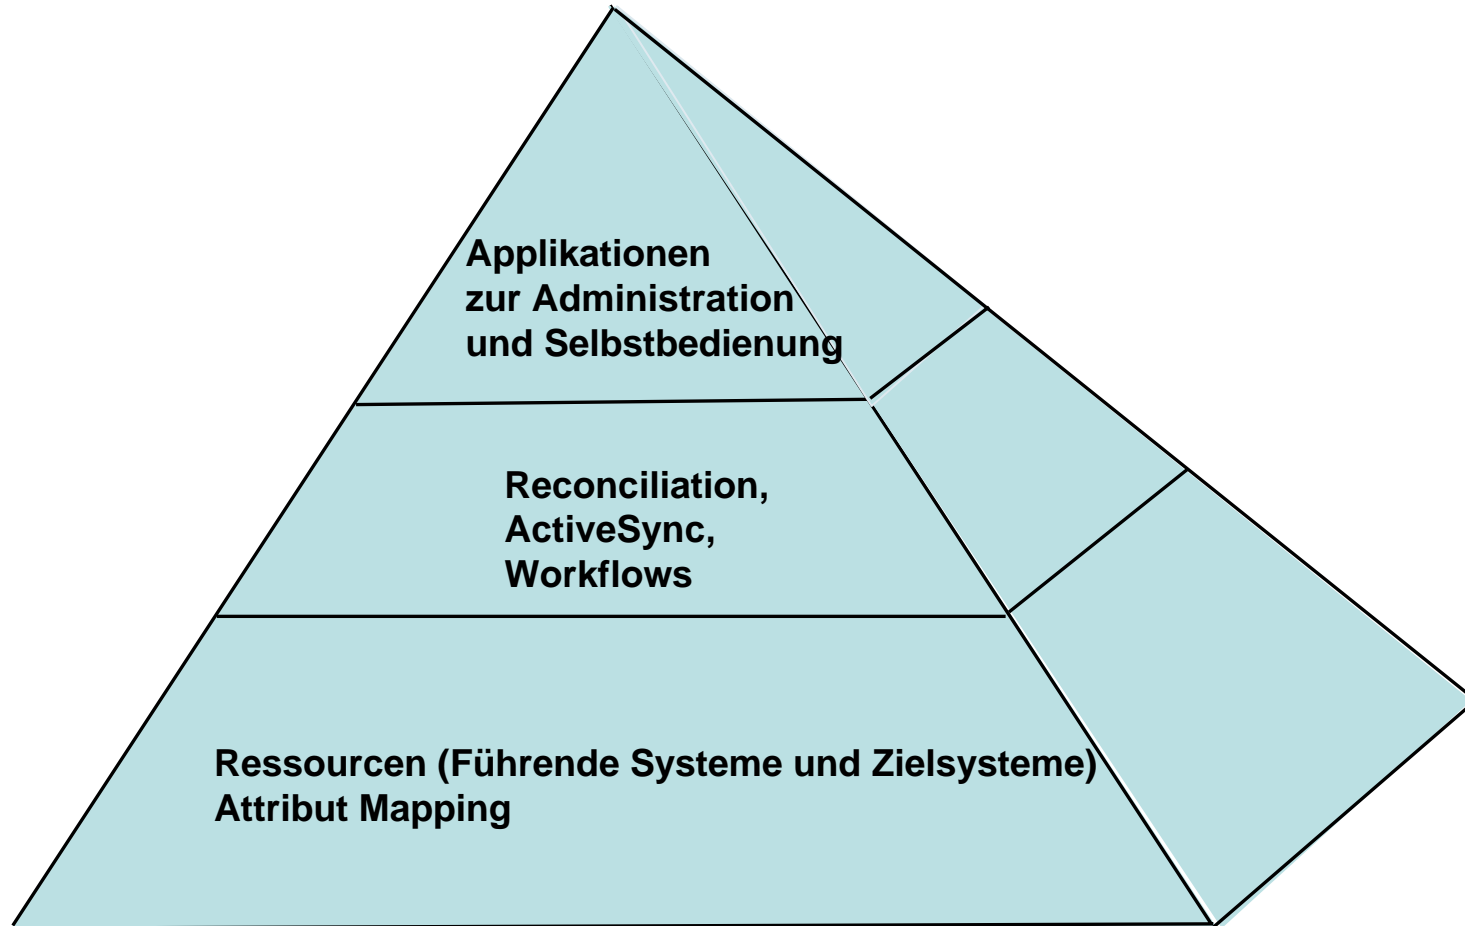 Applikationen
zur Administration
und Selbstbedienung
Reconciliation,
ActiveSync,
Workflows
Ressourcen (Führende Systeme und Zielsysteme)
Attribut Mapping